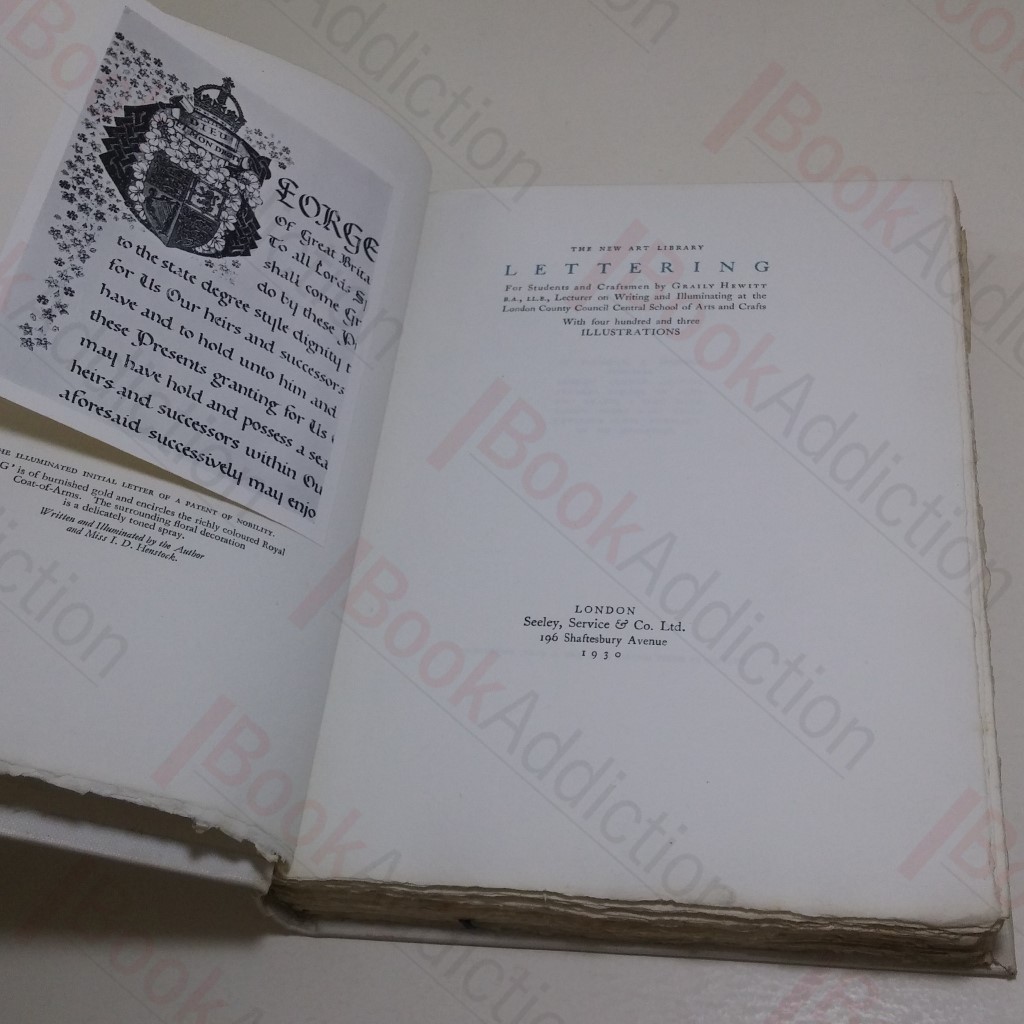 DIEU
MON DR
EORGE
Of Great Brita
To all Lords Sp
shall come Gr
do by these P
to the state degree style dignity t
for Us Our heirs and successors
have and to hold unto him and
these Presents granting for Us
may have hold and possess a sea
heirs and successors within Ou
aforesaid successively may enjo
HE ILLUMINATED INITIAL LETTER OF A PATENT OF NOBILITY.
G' is of burnished gold and encircles the richly coloured Royal
Coat-of-Arms. The surrounding floral decoration
is a delicately toned spray.
Written and Illuminated by the Author
and Miss I. D. Henstock.
THE NEW ART LIBRARY
LETTERING
For Students and Craftsmen by GRAILY HEWITT
B.A., LL.B., Lecturer on Writing and Illuminating at the
London County Council Central School of Arts and Crafts
With four hundred and three
ILLUSTRATIONS
LONDON
Seeley, Service & Co. Ltd.
196 Shaftesbury Avenue
1930
BookAddiction